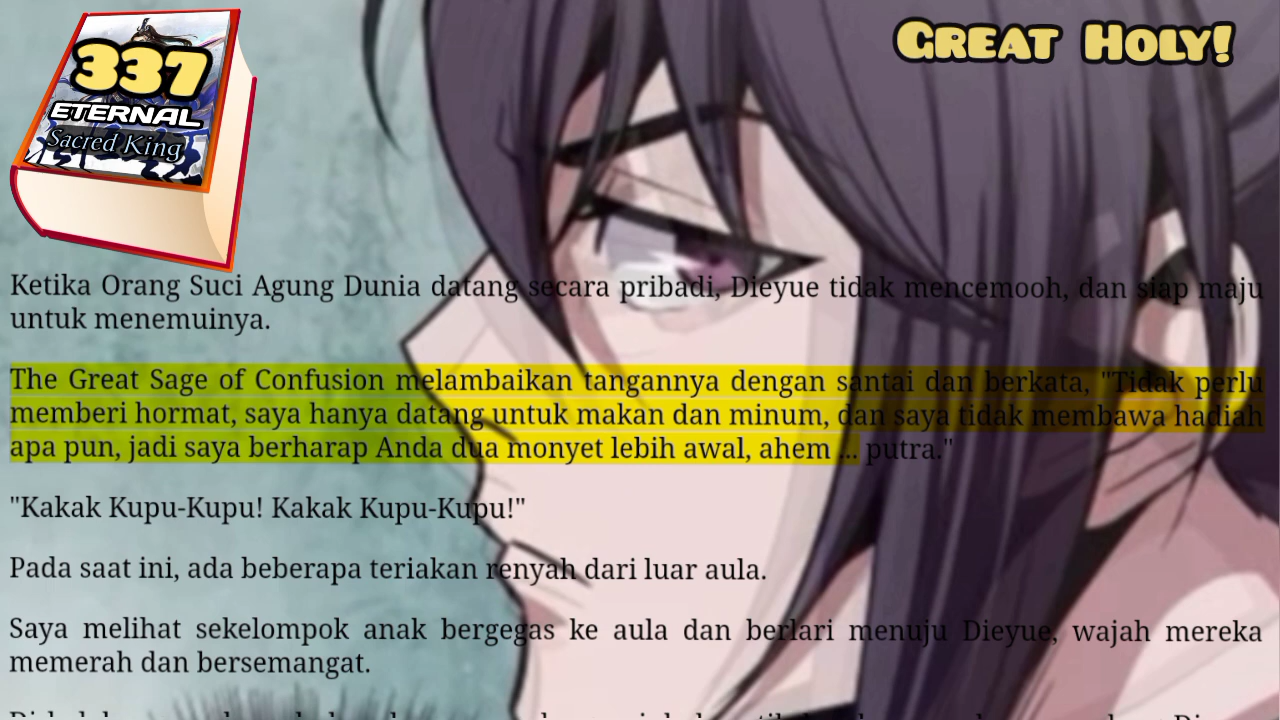 GREAT HOLY!
337
ETERNAL
Sacred King
Ketika Orang Suci Agung Dunia datang secara pribadi, Dieyue tidak mencemooh, dan siap maju
untuk menemuinya.
The Great Sage of Confusion melambaikan tangannya dengan santai dan berkata, "Tidak perlu
memberi hormat, saya hanya datang untuk makan dan minum, dan saya tidak membawa hadiah
apa pun, jadi saya berharap Anda dua monyet lebih awal, ahem ... putra."
"Kakak Kupu-Kupu! Kakak Kupu-Kupu!"
Pada saat ini, ada beberapa teriakan renyah dari luar aula.
Saya melihat sekelompok anak bergegas ke aula dan berlari menuju Dieyue, wajah mereka
memerah dan bersemangat.